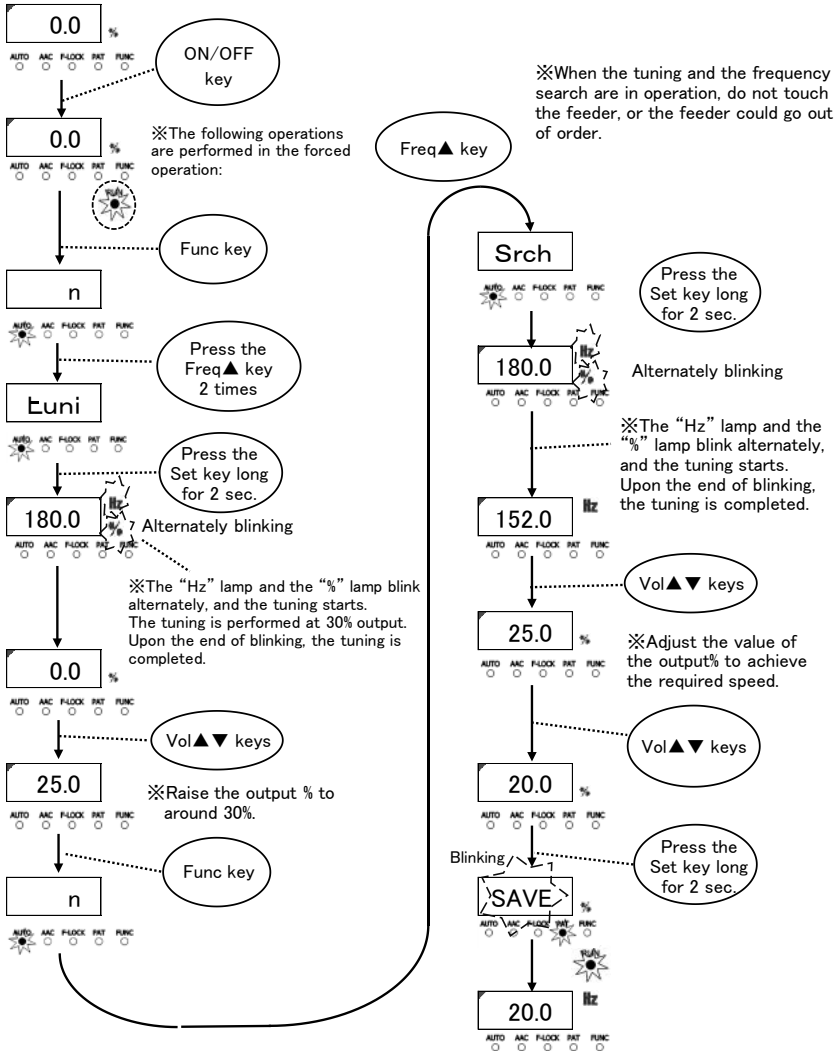 0.0 %
AUTO AAC F-LOCK PAT FUNC
ON/OFF
key
0.0 %
AUTO AAC F-LOCK PAT FUNC
RUN
※The following operations
are performed in the forced
operation:
Func key
n
AUTO AAC F-LOCK PAT FUNC
Press the
Freq▲ key
2 times
tuni
AUTO AAC F-LOCK PAT FUNC
Press the
Set key long
for 2 sec.
180.0 Hz
%
Alternately blinking
AUTO AAC F-LOCK PAT FUNC
※The “Hz” lamp and the “%” lamp blink
alternately, and the tuning starts.
The tuning is performed at 30% output.
Upon the end of blinking, the tuning is
completed.
0.0 %
AUTO AAC F-LOCK PAT FUNC
Vol▲▼ keys
25.0 %
AUTO AAC F-LOCK PAT FUNC
※Raise the output % to
around 30%.
Func key
n
AUTO AAC F-LOCK PAT FUNC
Freq▲ key
※When the tuning and the frequency
search are in operation, do not touch
the feeder, or the feeder could go out
of order.
Srch
AUTO AAC F-LOCK PAT FUNC
Press the
Set key long
for 2 sec.
180.0 Hz
%
Alternately blinking
AUTO AAC F-LOCK PAT FUNC
※The “Hz” lamp and the
“%” lamp blink alternately,
and the tuning starts.
Upon the end of blinking,
the tuning is completed.
152.0 Hz
AUTO AAC F-LOCK PAT FUNC
Vol▲▼ keys
25.0 %
AUTO AAC F-LOCK PAT FUNC
※Adjust the value of
the output% to achieve
the required speed.
Vol▲▼ keys
20.0 %
AUTO AAC F-LOCK PAT FUNC
Press the
Set key long
for 2 sec.
Blinking
SAVE %
AUTO AAC F-LOCK PAT FUNC
RUN
20.0 Hz
AUTO AAC F-LOCK PAT FUNC